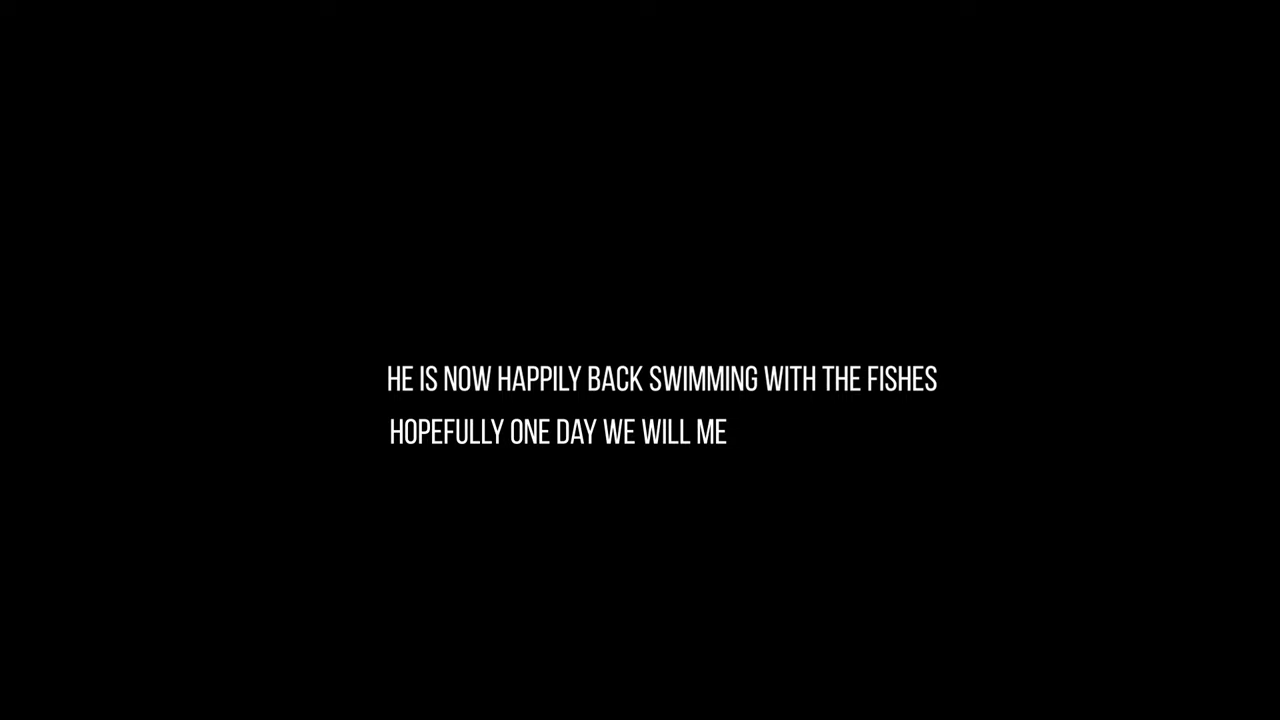 HE IS NOW HAPPILY BACK SWIMMING WITH THE FISHES
HOPEFULLY ONE DAY WE WILL ME